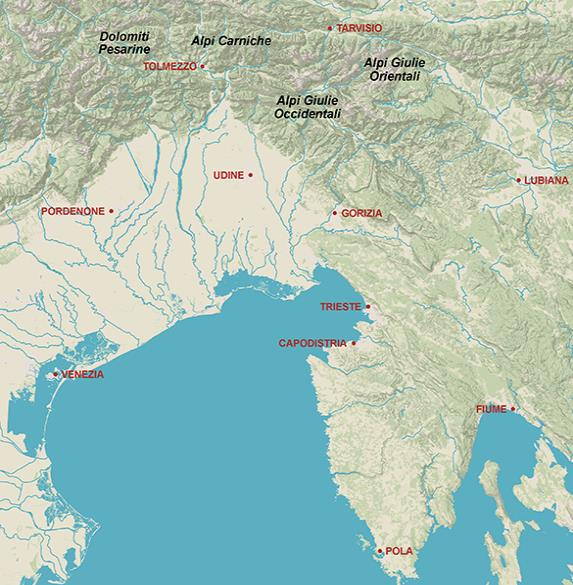 TARVISIO
Dolomiti
Pesarine
Alpi Carniche
TOLMEZZO
Alpi Giulie
Orientali
Alpi Giulie
Occidentali
UDINE
LUBIANA
PORDENONE
GORIZIA
TRIESTE
CAPODISTRIA
VENEZIA
FIUME
POLA